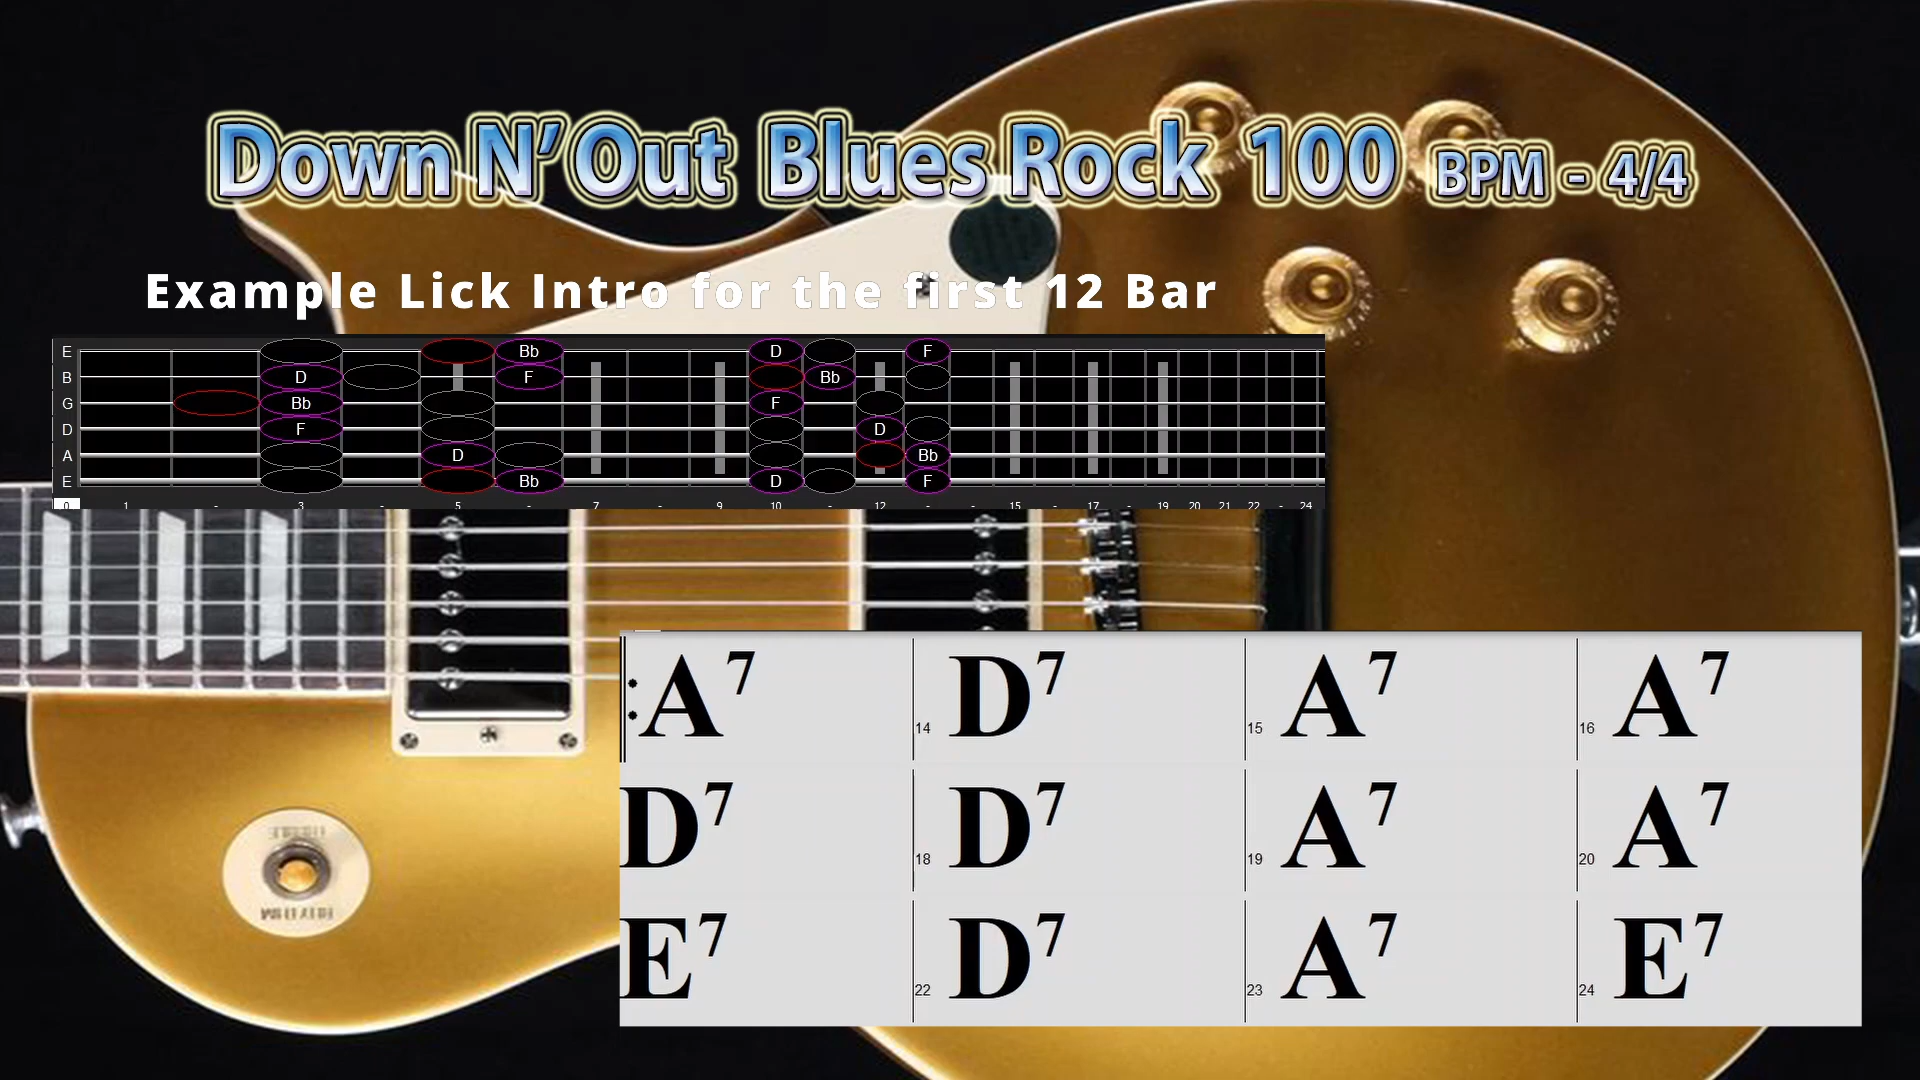 Down N' Out Blues Rock 100 BPM - 4/4
Example Lick Intro for the first 12 Bar
E Bb D F
B D F Bb
G Bb F
D F D
A D Bb
E Bb D F
0 1 - 3 - 5 - 7 - 9 10 - 12 - - 15 - 17 - 19 20 21 22 - 24
A7 14 D7 15 A7 16 A7
D7 18 D7 19 A7 20 A7
E7 22 D7 23 A7 24 E7
RHYTHM